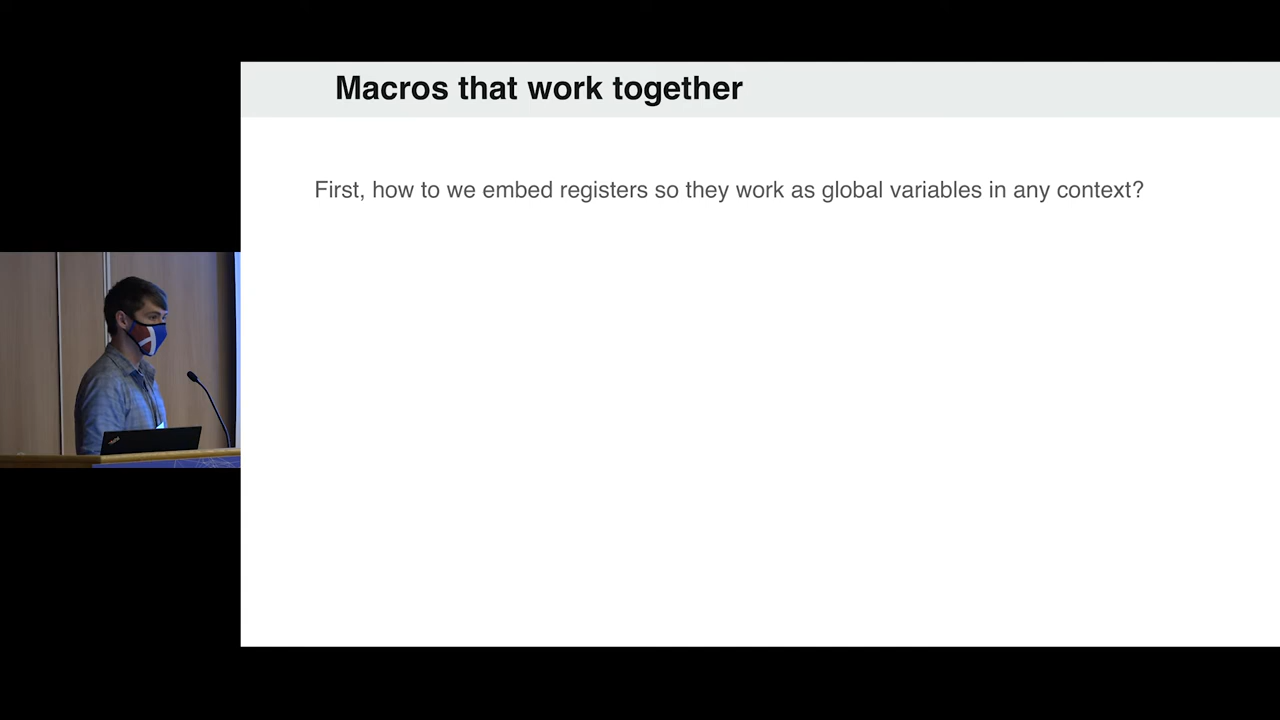 Macros that work together
First, how to we embed registers so they work as global variables in any context?